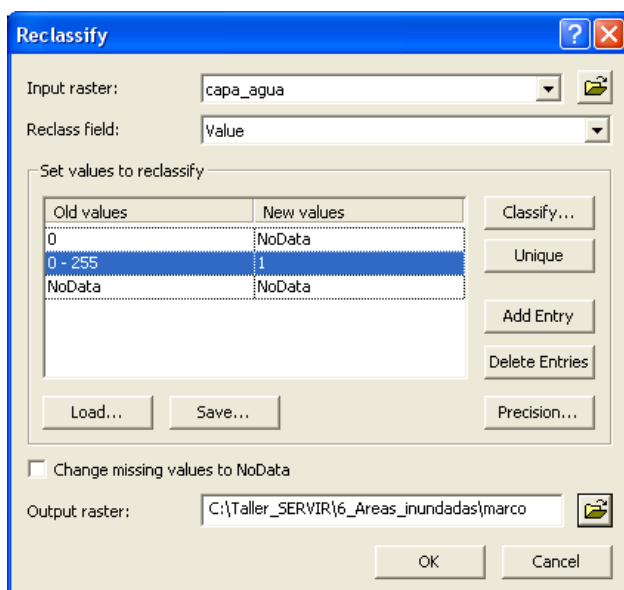 Reclassify
Input raster: capa_agua
Reclass field: Value
Set values to reclassify
Old values New values Classify...
0 NoData
0 - 255 1 Unique
NoData NoData
Add Entry
Delete Entries
Load... Save... Precision...
Change missing values to NoData
Output raster: C:\Taller_SERVIR\6_Areas_inundadas\marco
OK Cancel